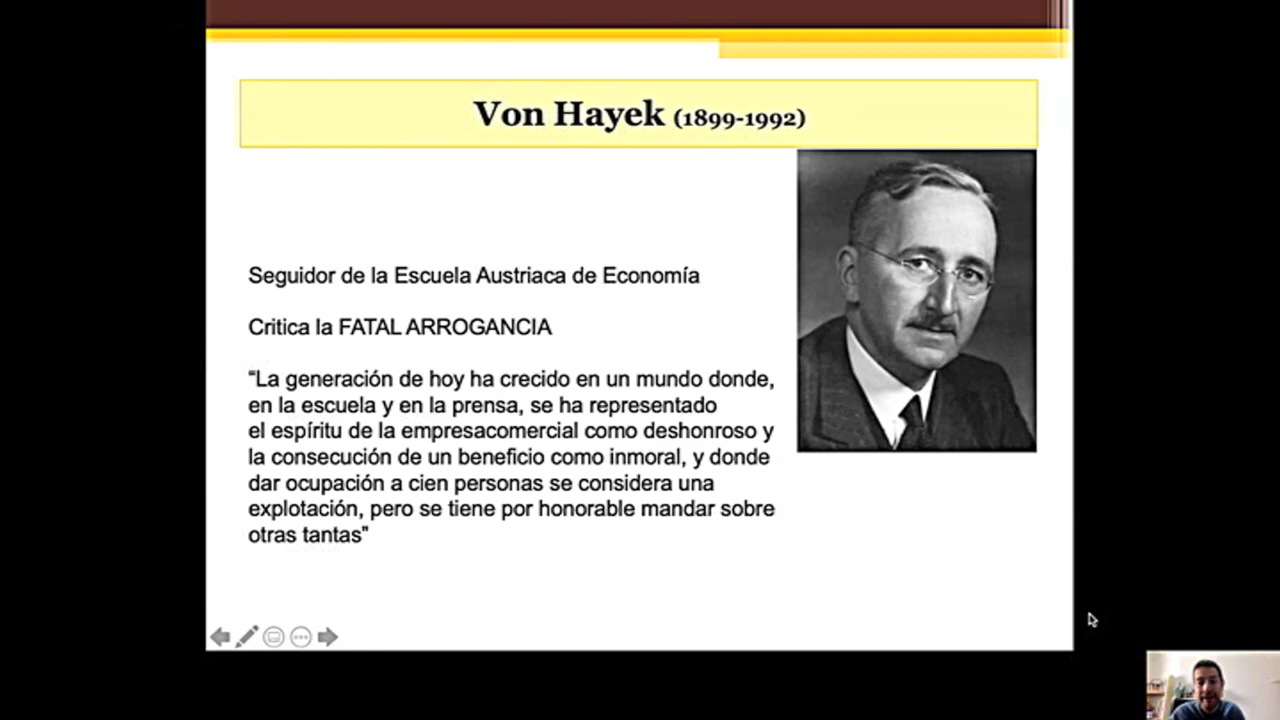 Von Hayek (1899-1992)
Seguidor de la Escuela Austriaca de Economía
Critica la FATAL ARROGANCIA
“La generación de hoy ha crecido en un mundo donde,
en la escuela y en la prensa, se ha representado
el espíritu de la empresacomercial como deshonroso y
la consecución de un beneficio como inmoral, y donde
dar ocupación a cien personas se considera una
explotación, pero se tiene por honorable mandar sobre
otras tantas”